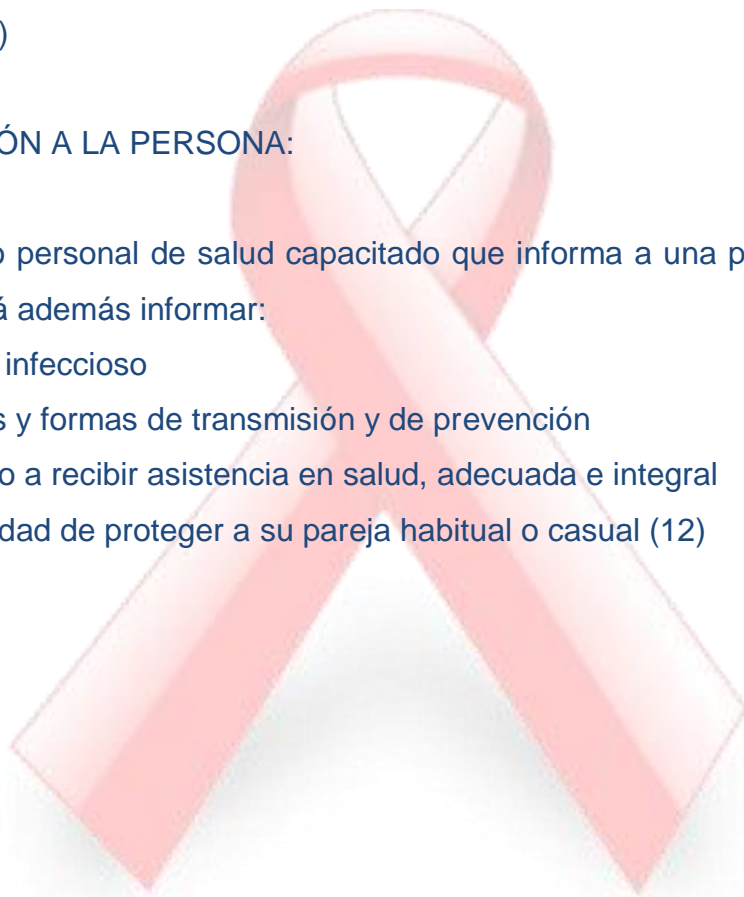 )
ÓN A LA PERSONA:
o personal de salud capacitado que informa a una p
á además informar:
infeccioso
s y formas de transmisión y de prevención
o a recibir asistencia en salud, adecuada e integral
dad de proteger a su pareja habitual o casual (12)